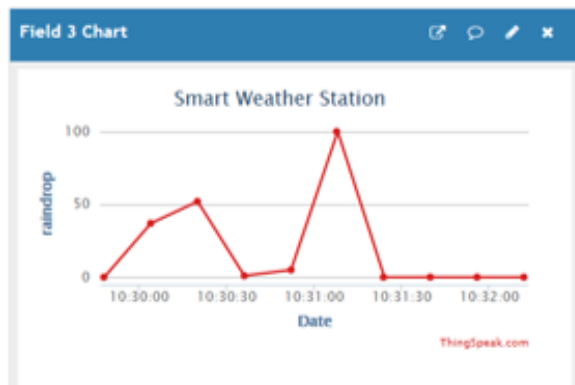 Field 3 Chart
Smart Weather Station
100
50
0
raindrop
10:30:00 10:30:30 10:31:00 10:31:30 10:32:00
Date
ThingSpeak.com